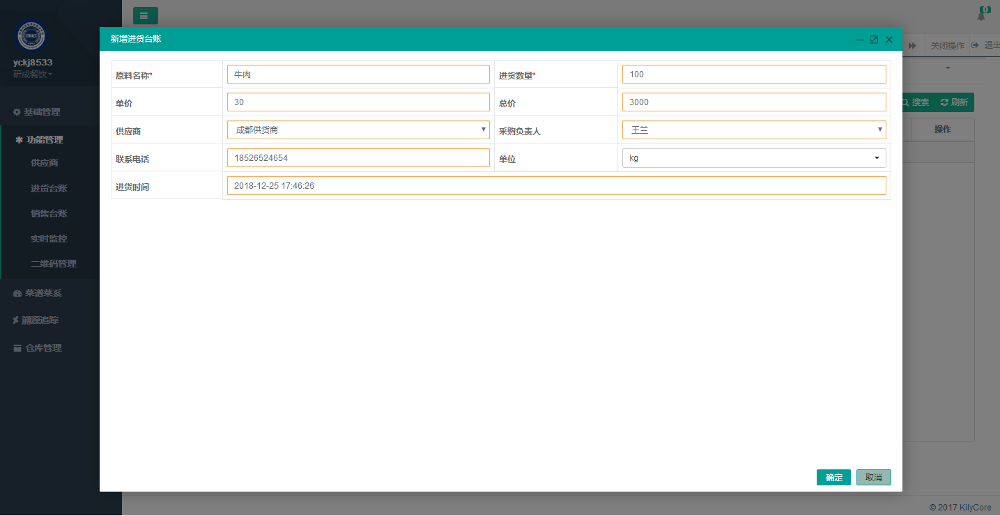 0
yckj8533
研成餐饮
关闭操作
退出
新增进货台账
原料名称*
牛肉
进货数量*
100
单价
30
总价
3000
供应商
成都供货商
采购负责人
王兰
联系电话
18526524654
单位
kg
进货时间
2018-12-25 17:46:26
确定
取消
搜索
刷新
操作
基础管理
功能管理
供应商
进货台账
销售台账
实时监控
二维码管理
菜谱菜系
溯源追踪
仓库管理
© 2017 KilyCore